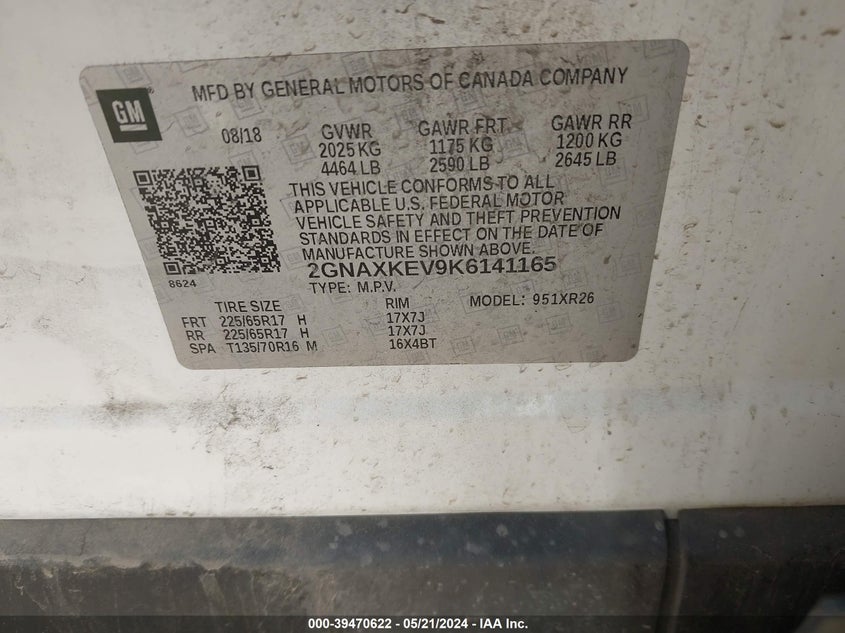 MFD BY GENERAL MOTORS OF CANADA COMPANY
GM
08/18 GVWR GAWR FRT GAWR RR
2025 KG 1175 KG 1200 KG
4464 LB 2590 LB 2645 LB
THIS VEHICLE CONFORMS TO ALL
APPLICABLE U.S. FEDERAL MOTOR
VEHICLE SAFETY AND THEFT PREVENTION
STANDARDS IN EFFECT ON THE DATE OF
MANUFACTURE SHOWN ABOVE.
2GNAXKEV9K6141165
8624
TYPE: M.P.V. MODEL: 951XR26
TIRE SIZE RIM
FRT 225/65R17 H 17X7J
RR 225/65R17 H 17X7J
SPA T135/70R16 M 16X4BT
000-39470622 - 05/21/2024 - IAA Inc.